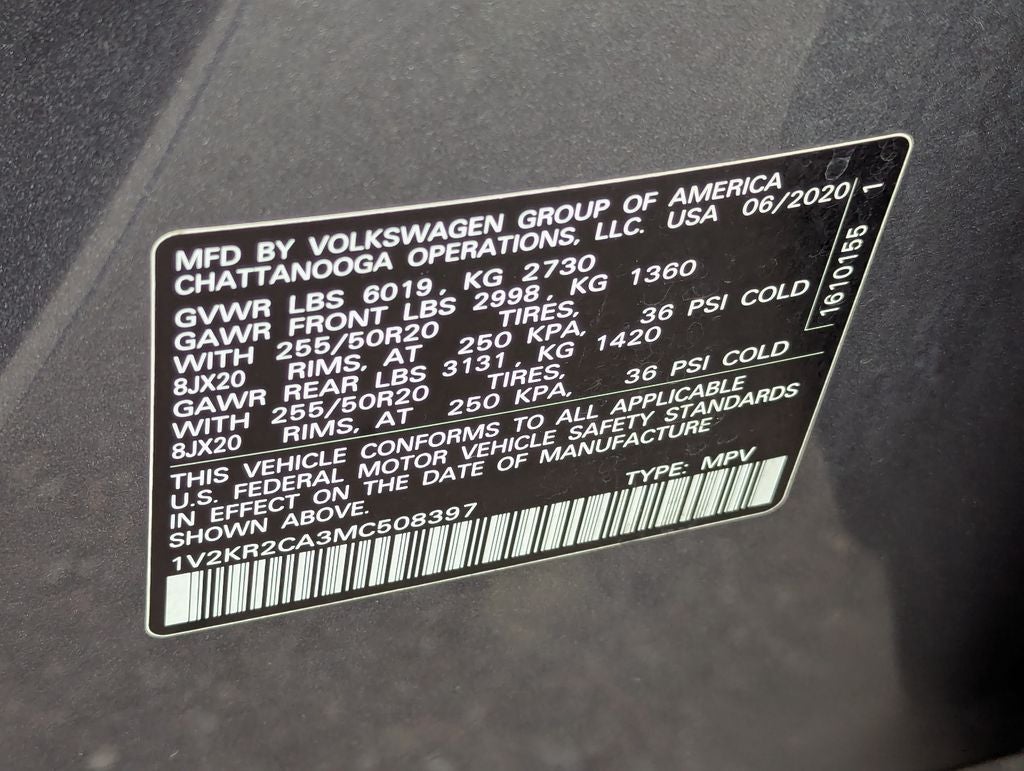 MFD BY VOLKSWAGEN GROUP OF AMERICA
CHATTANOOGA OPERATIONS, LLC. USA 06/2020
GVWR LBS 6019, KG 2730
GAWR FRONT LBS 2998, KG 1360
WITH 255/50R20 TIRES,
8JX20 RIMS, AT 250 KPA, 36 PSI COLD
GAWR REAR LBS 3131, KG 1420
WITH 255/50R20 TIRES,
8JX20 RIMS, AT 250 KPA, 36 PSI COLD
THIS VEHICLE CONFORMS TO ALL APPLICABLE
U.S. FEDERAL MOTOR VEHICLE SAFETY STANDARDS
IN EFFECT ON THE DATE OF MANUFACTURE
SHOWN ABOVE.
1V2KR2CA3MC508397 TYPE: MPV
1610155 1